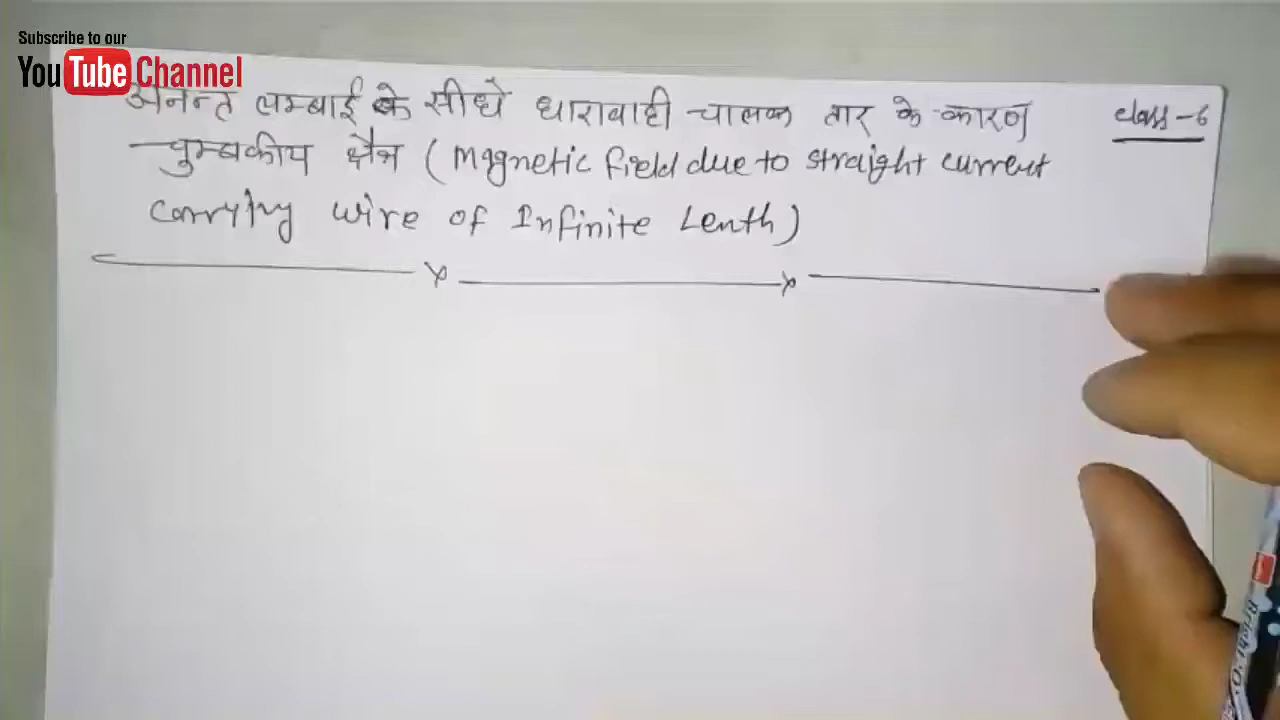 Subscribe to our
YouTube Channel
अनन्त लम्बाई के सीधे धारावाही चालक तार के कारण
class-6
चुम्बकीय क्षेत्र (Magnetic field due to straight current
carrying wire of Infinite Lenth)
Bright-O